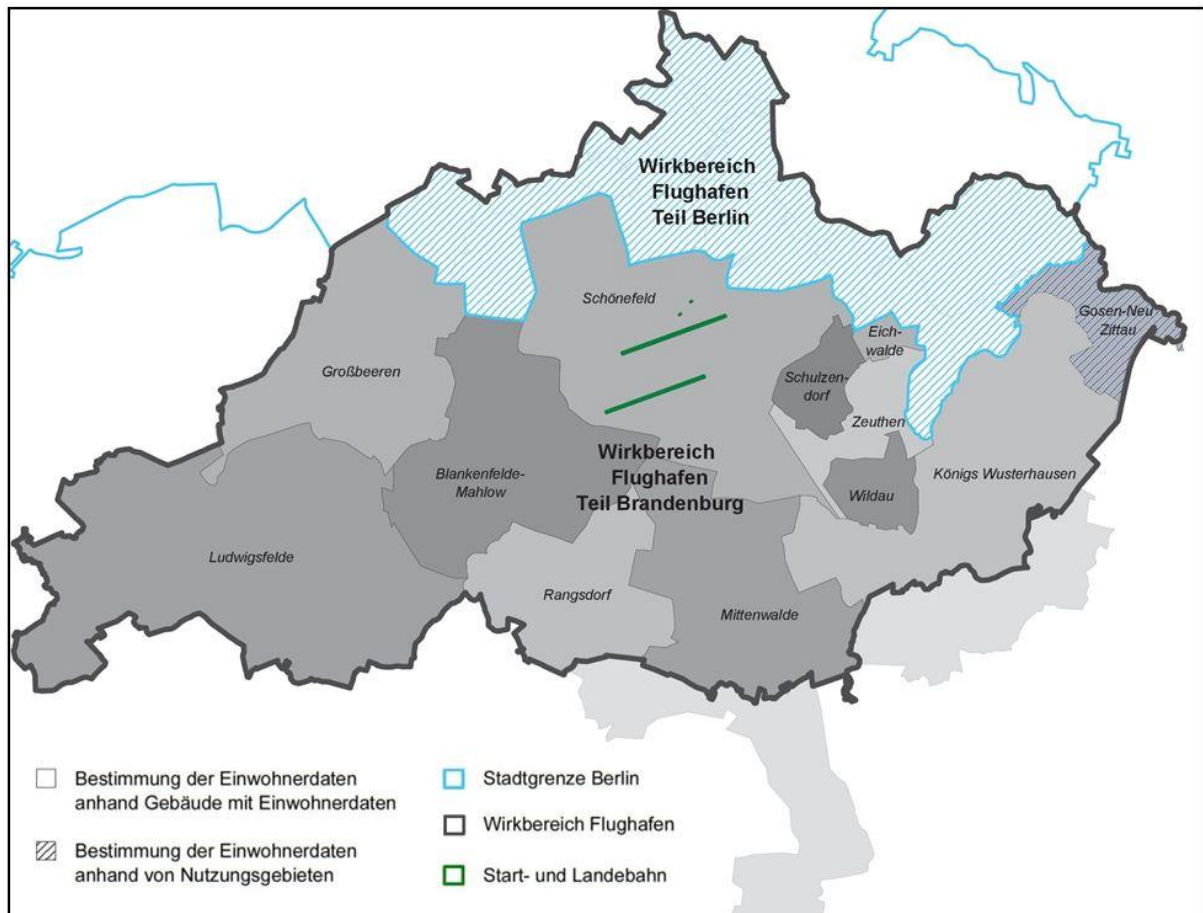 Wirkbereich
Flughafen
Teil Berlin
Schönefeld
Gosen-Neu
Zittau
Eich-
walde
Großbeeren
Schulzen-
dorf
Zeuthen
Wirkbereich
Flughafen
Teil Brandenburg
Blankenfelde-
Mahlow
Königs Wusterhausen
Wildau
Ludwigsfelde
Rangsdorf
Mittenwalde
Bestimmung der Einwohnerdaten
anhand Gebäude mit Einwohnerdaten
Bestimmung der Einwohnerdaten
anhand von Nutzungsgebieten
Stadtgrenze Berlin
Wirkbereich Flughafen
Start- und Landebahn